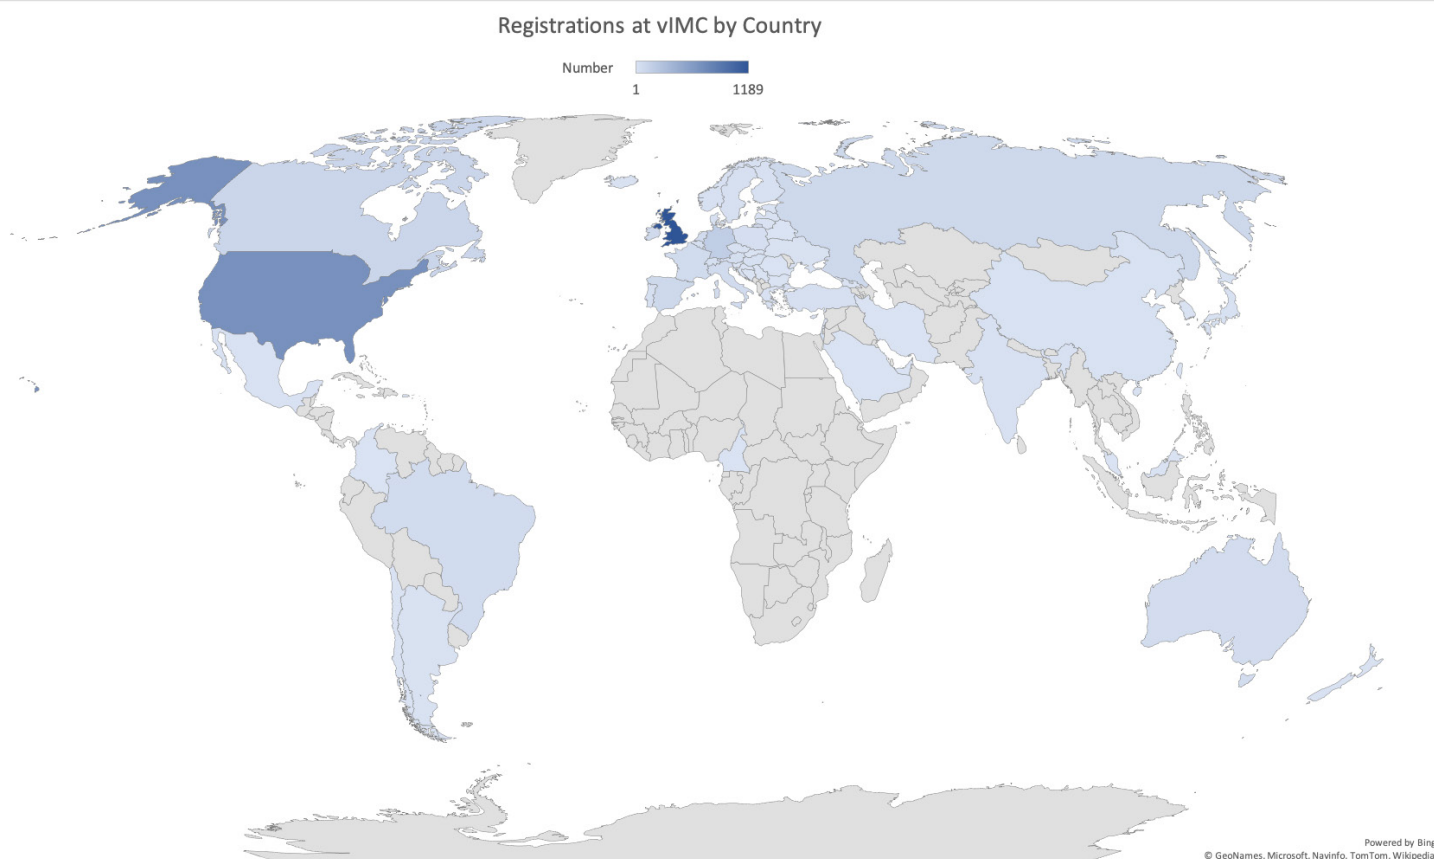 Registrations at vIMC by Country
Number
1
1189
Powered by Bing
© GeoNames, Microsoft, Navinfo, TomTom, Wikipedia